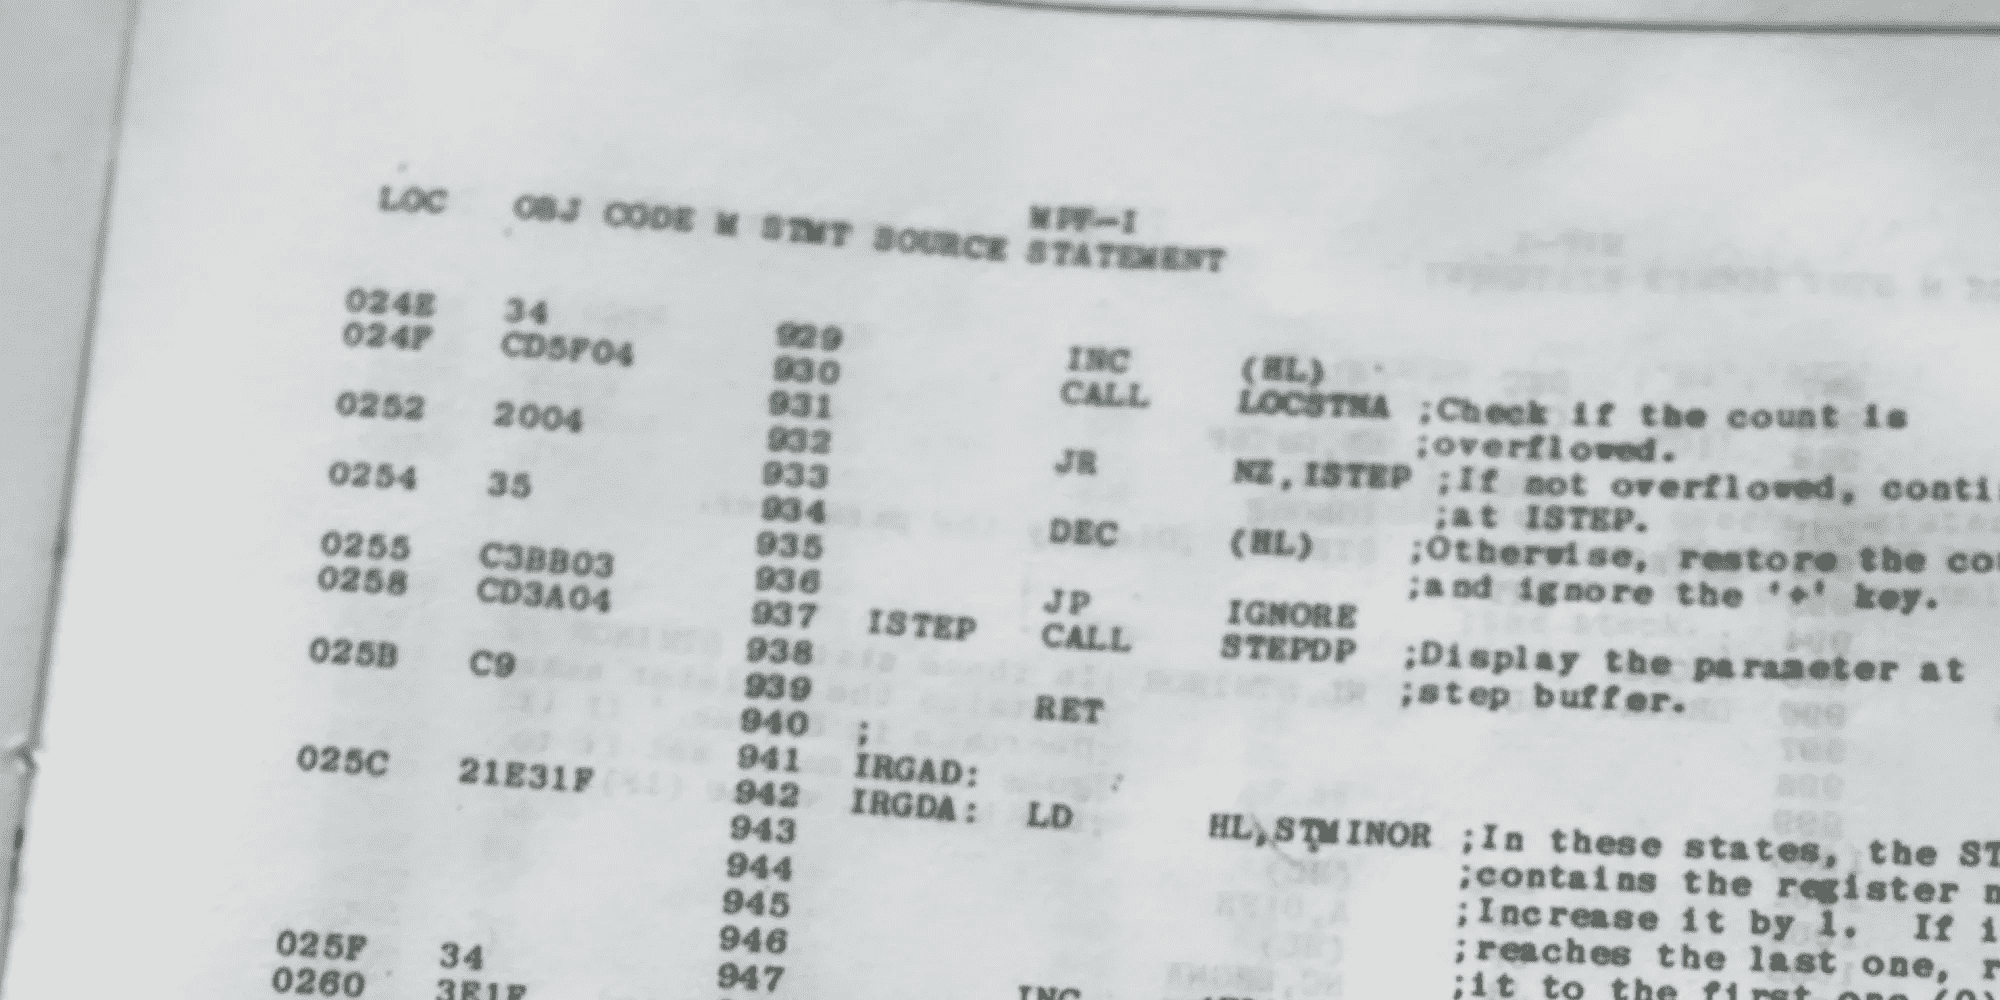 MPF-I
LOC OBJ CODE M STMT SOURCE STATEMENT
024E 34 929 INC (HL)
024F CD5F04 930 CALL LOCSTNA ;Check if the count is
931 ;overflowed.
0252 2004 932 JR NZ,ISTEP ;If not overflowed, conti
933 ;at ISTEP.
0254 35 934 DEC (HL) ;Otherwise, restore the co
935 ;and ignore the '+' key.
0255 C3BB03 936 JP IGNORE
0258 CD3A04 937 ISTEP CALL STEPDP ;Display the parameter at
938 ;step buffer.
025B C9 939 RET
940 ;
941 IRGAD:
025C 21E31F 942 IRGDA: LD HL,STMINOR ;In these states, the ST
943 ;contains the register
944 ;Increase it by 1. If i
945 ;reaches the last one, r
946 ;it to the first one (0)
025F 34 947 INC
0260 3E1F